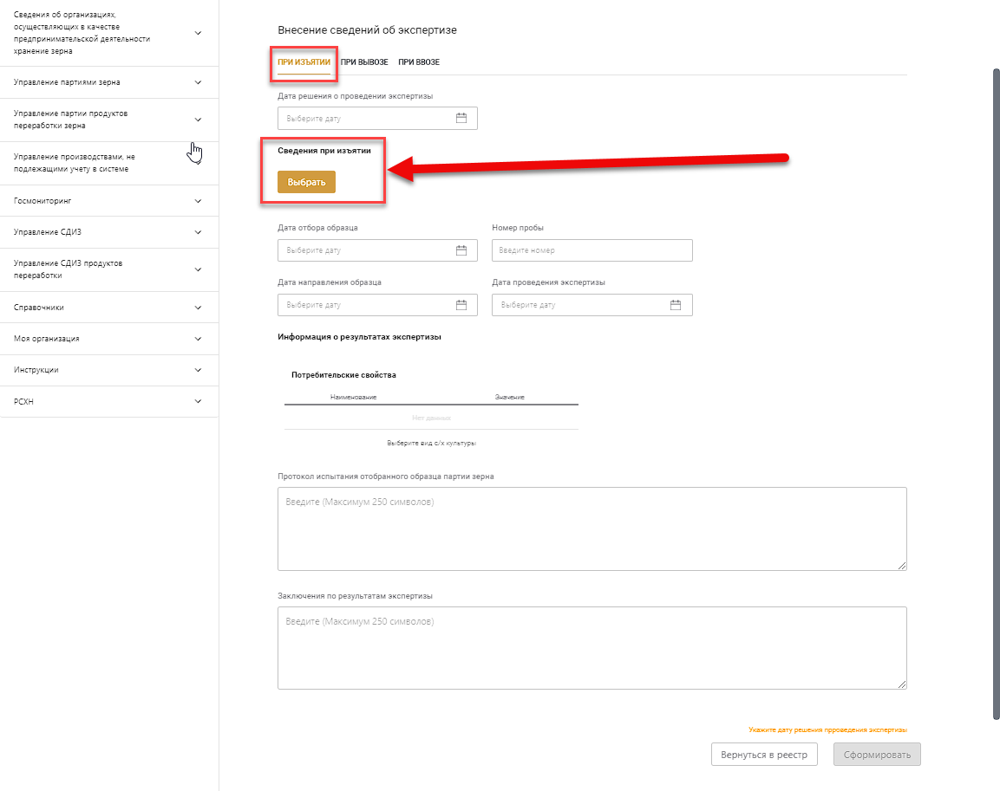 Сведения об организациях,
осуществляющих в качестве
предпринимательской деятельности
хранение зерна
Управление партиями зерна
Управление партии продуктов
переработки зерна
Управление производствами, не
подлежащими учету в системе
Госмониторинг
Управление СДИЗ
Управление СДИЗ продуктов
переработки
Справочники
Моя организация
Инструкции
РСХН
Внесение сведений об экспертизе
ПРИ ИЗЪЯТИИ ПРИ ВЫВОЗЕ ПРИ ВВОЗЕ
Дата решения о проведении экспертизы
Выберите дату
Сведения при изъятии
Выбрать
Дата отбора образца Номер пробы
Выберите дату Введите номер
Дата направления образца Дата проведения экспертизы
Выберите дату Выберите дату
Информация о результатах экспертизы
Потребительские свойства
Наименование Значение
Нет данных
Выберите вид с/х культуры
Протокол испытания отобранного образца партии зерна
Введите (Максимум 250 символов)
Заключения по результатам экспертизы
Введите (Максимум 250 символов)
Укажите дату решения прроведения экспертизы
Вернуться в реестр Сформировать